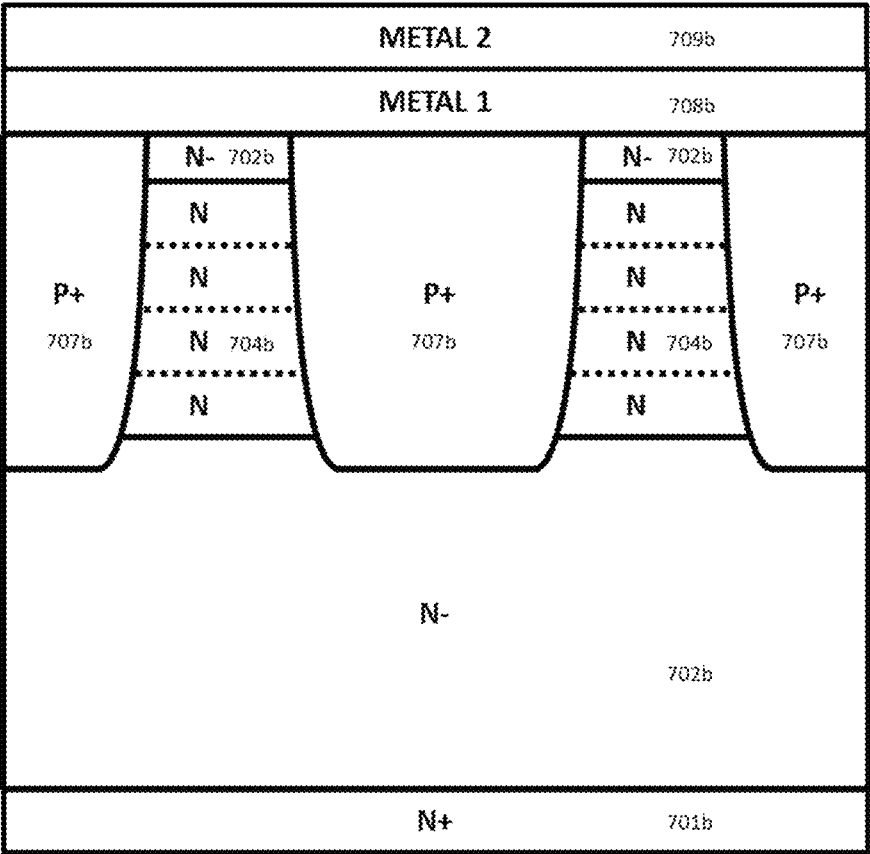 METAL 2 709b
METAL 1 708b
N- 702b N- 702b
N N
N N
P+ P+ P+
707b N 704b 707b N 704b 707b
N N
N-
702b
N+ 701b